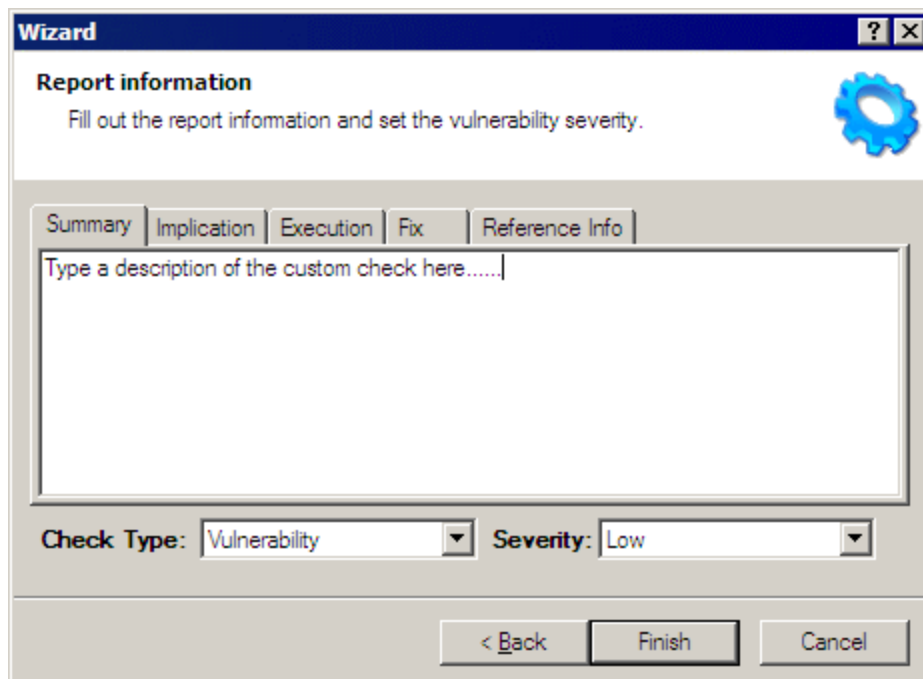 Wizard
Report information
Fill out the report information and set the vulnerability severity.
Summary Implication Execution Fix Reference Info
Type a description of the custom check here......
Check Type: Vulnerability Severity: Low
< Back Finish Cancel